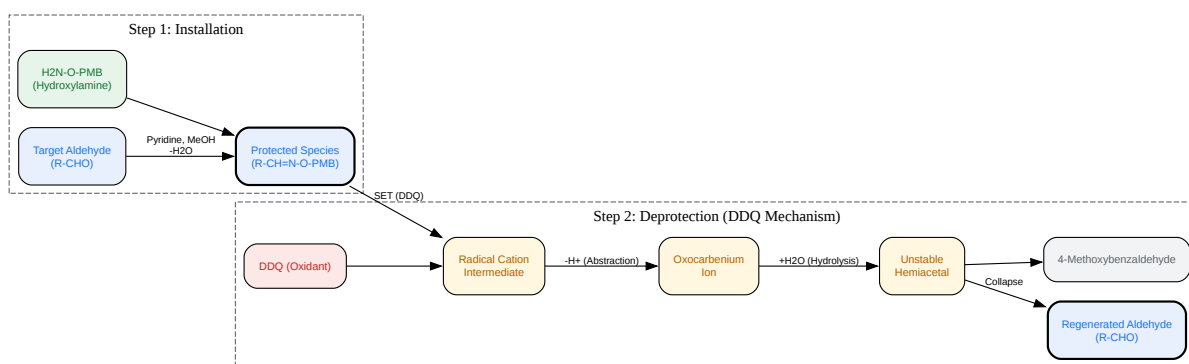 Step 1: Installation
H2N-O-PMB
(Hydroxylamine)
Target Aldehyde
(R-CHO)
Pyridine, MeOH
-H2O
Protected Species
(R-CH=N-O-PMB)
SET (DDQ)
Step 2: Deprotection (DDQ Mechanism)
DDQ (Oxidant)
Radical Cation
Intermediate
-H+ (Abstraction)
Oxocarbenium
Ion
+H2O (Hydrolysis)
Unstable
Hemiacetal
4-Methoxybenzaldehyde
Collapse
Regenerated Aldehyde
(R-CHO)